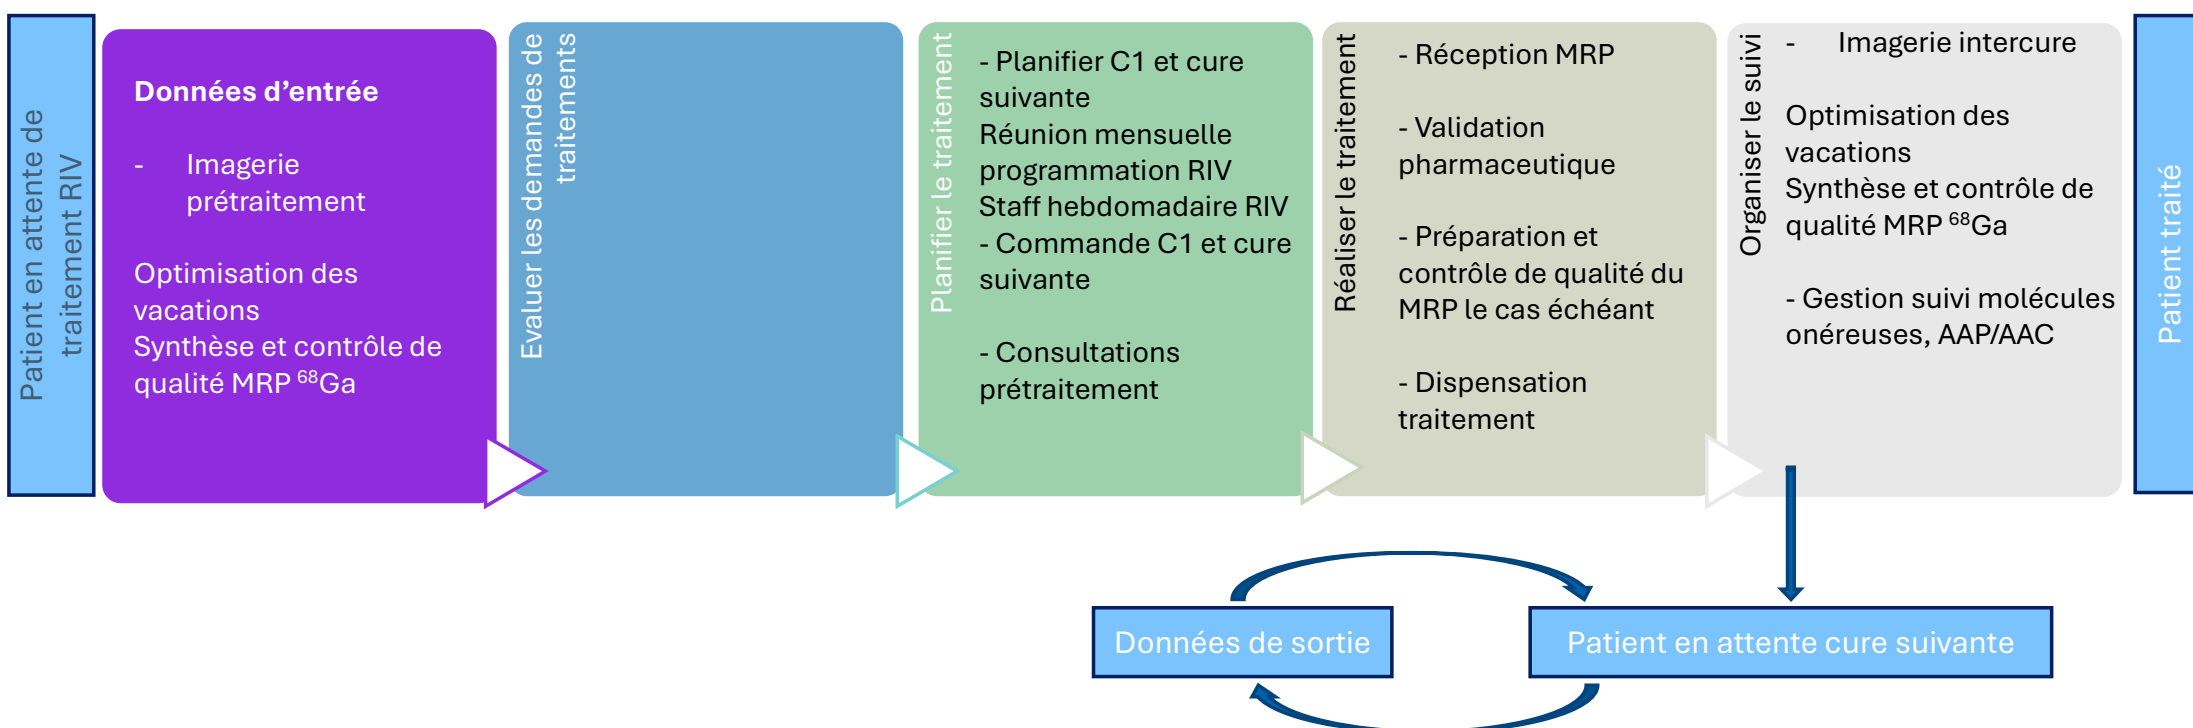 Patient en attente de
traitement RIV
Données d’entrée
- Imagerie
prétraitement
Optimisation des
vacations
Synthèse et contrôle de
qualité MRP ⁶⁸Ga
Evaluer les demandes de
traitements
Planifier le traitement
- Planifier C1 et cure
suivante
Réunion mensuelle
programmation RIV
Staff hebdomadaire RIV
- Commande C1 et cure
suivante
- Consultations
prétraitement
Réaliser le traitement
- Réception MRP
- Validation
pharmaceutique
- Préparation et
contrôle de qualité du
MRP le cas échéant
- Dispensation
traitement
Organiser le suivi
- Imagerie intercure
Optimisation des
vacations
Synthèse et contrôle de
qualité MRP ⁶⁸Ga
- Gestion suivi molécules
onéreuses, AAP/AAC
Patient traité
Données de sortie
Patient en attente cure suivante